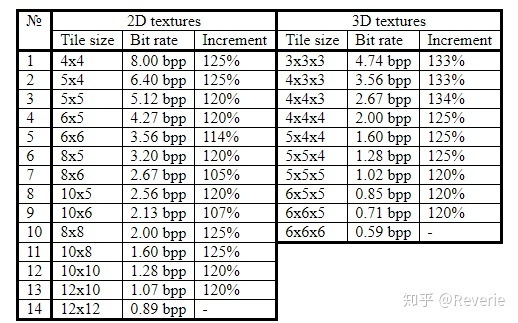 № 2D textures 3D textures
Tile size Bit rate Increment Tile size Bit rate Increment
1 4x4 8.00 bpp 125% 3x3x3 4.74 bpp 133%
2 5x4 6.40 bpp 125% 4x3x3 3.56 bpp 133%
3 5x5 5.12 bpp 120% 4x4x3 2.67 bpp 134%
4 6x5 4.27 bpp 120% 4x4x4 2.00 bpp 125%
5 6x6 3.56 bpp 114% 5x4x4 1.60 bpp 125%
6 8x5 3.20 bpp 120% 5x5x4 1.28 bpp 125%
7 8x6 2.67 bpp 105% 5x5x5 1.02 bpp 120%
8 10x5 2.56 bpp 120% 6x5x5 0.85 bpp 120%
9 10x6 2.13 bpp 107% 6x6x5 0.71 bpp 120%
10 8x8 2.00 bpp 125% 6x6x6 0.59 bpp -
11 10x8 1.60 bpp 125%
12 10x10 1.28 bpp 120%
13 12x10 1.07 bpp 120%
14 12x12 0.89 bpp -
知乎 @Reverie